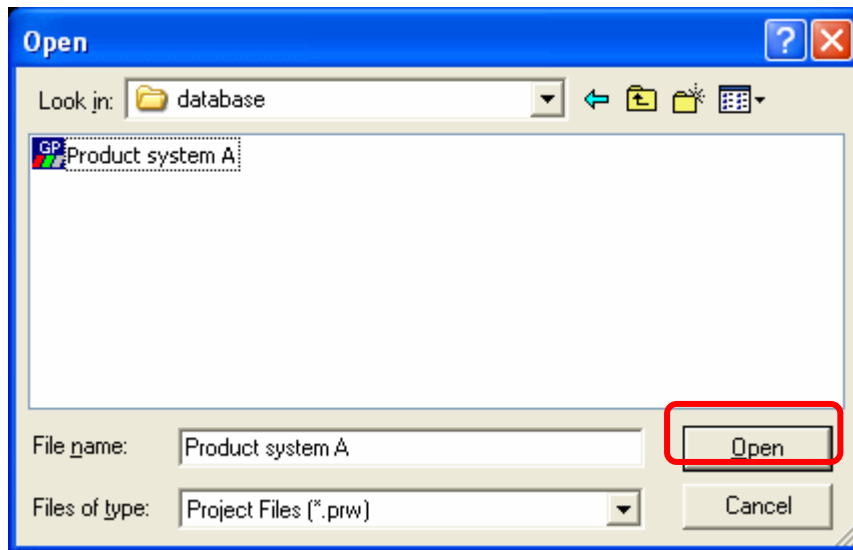 Open
Look in: database
GP Product system A
File name: Product system A Open
Files of type: Project Files (*.prw) Cancel